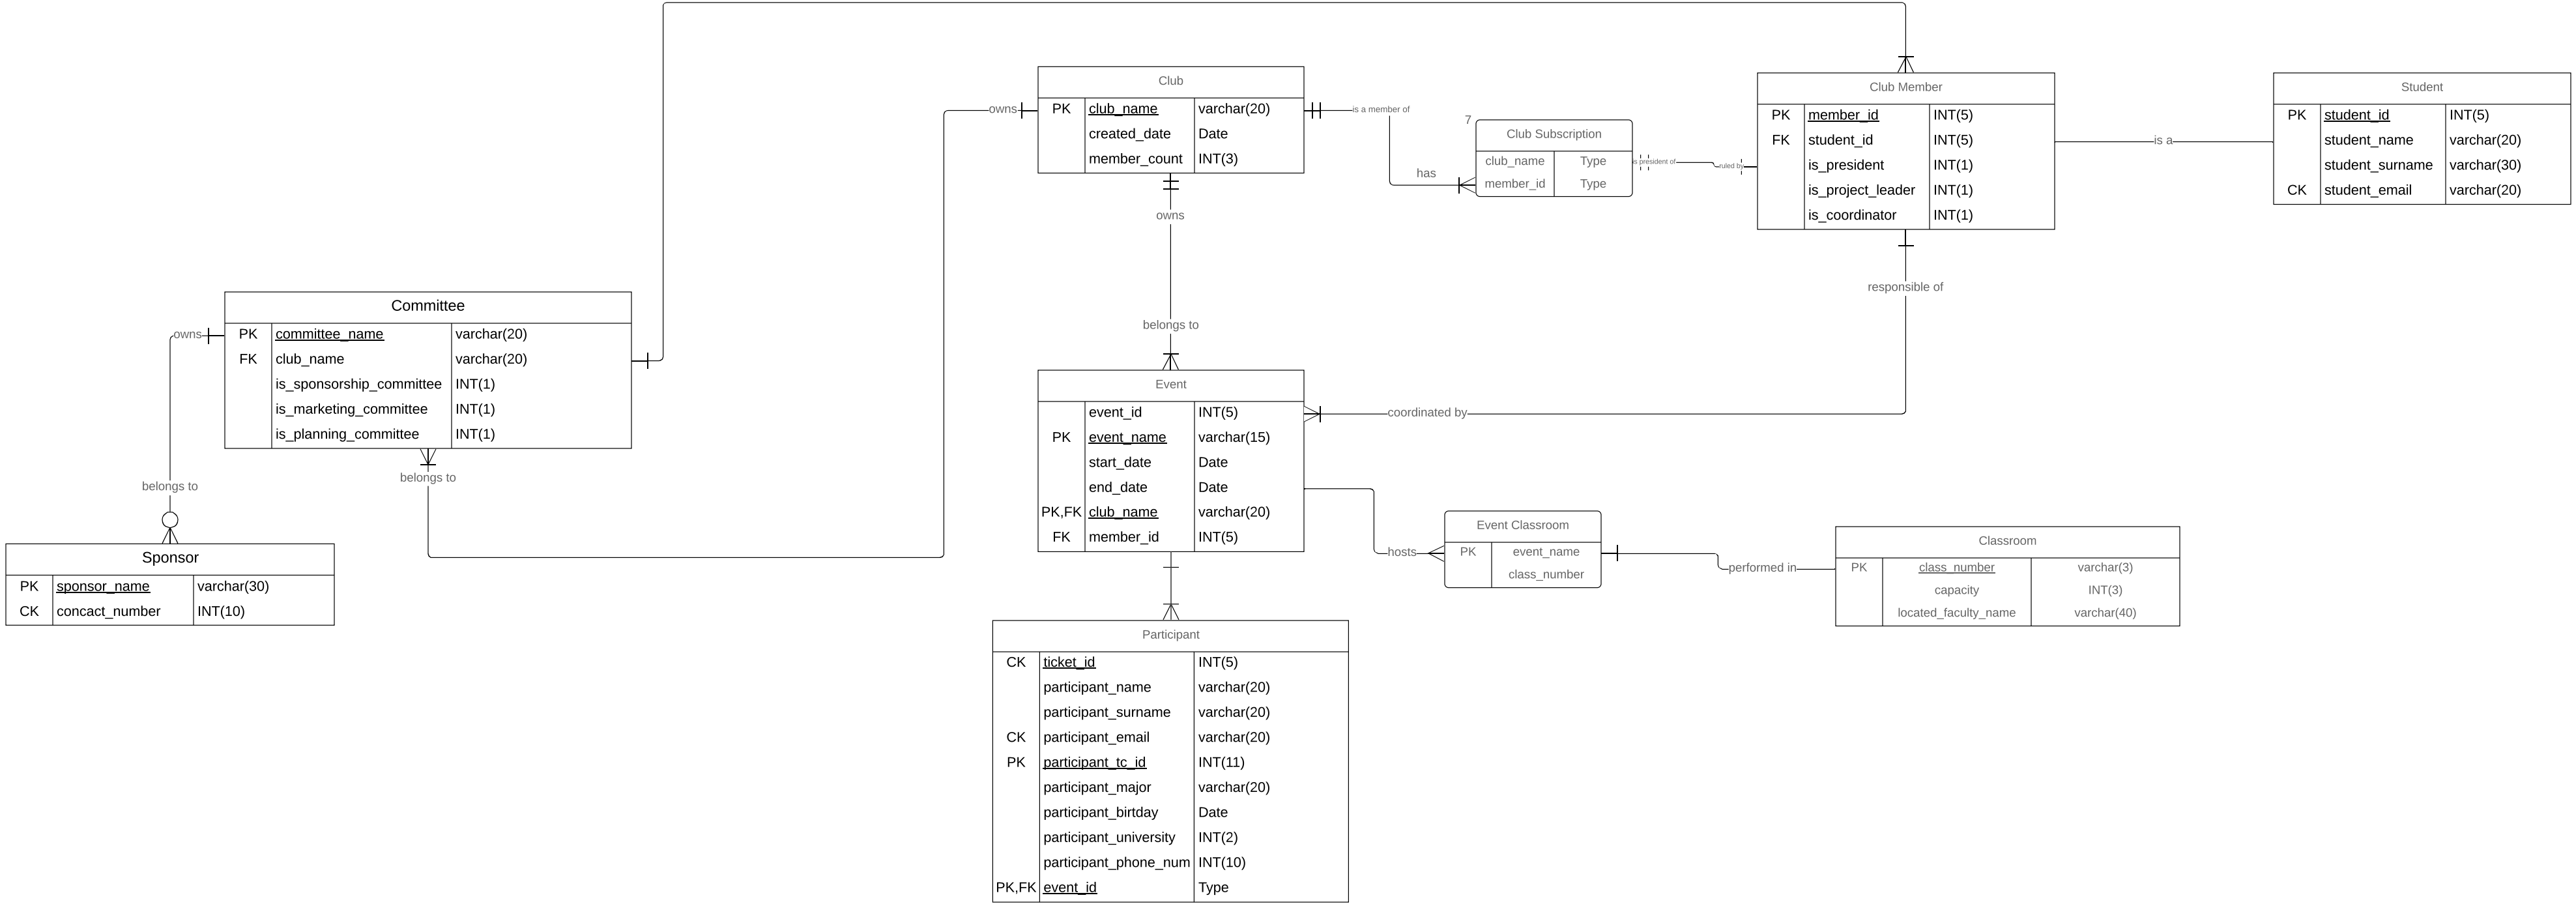 Club
PK club_name varchar(20)
created_date Date
member_count INT(3)
owns
is a member of
has
7
Club Subscription
club_name Type
member_id Type
is president of
ruled by
Club Member
PK member_id INT(5)
FK student_id INT(5)
is_president INT(1)
is_project_leader INT(1)
is_coordinator INT(1)
is a
Student
PK student_id INT(5)
student_name varchar(20)
student_surname varchar(30)
CK student_email varchar(20)
owns
belongs to
responsible of
coordinated by
Committee
PK committee_name varchar(20)
FK club_name varchar(20)
is_sponsorship_committee INT(1)
is_marketing_committee INT(1)
is_planning_committee INT(1)
owns
belongs to
belongs to
Sponsor
PK sponsor_name varchar(30)
CK concact_number INT(10)
Event
event_id INT(5)
PK event_name varchar(15)
start_date Date
end_date Date
PK,FK club_name varchar(20)
FK member_id INT(5)
hosts
Event Classroom
PK event_name
class_number
performed in
Classroom
PK class_number varchar(3)
capacity INT(3)
located_faculty_name varchar(40)
Participant
CK ticket_id INT(5)
participant_name varchar(20)
participant_surname varchar(20)
CK participant_email varchar(20)
PK participant_tc_id INT(11)
participant_major varchar(20)
participant_birtday Date
participant_university INT(2)
participant_phone_num INT(10)
PK,FK event_id Type